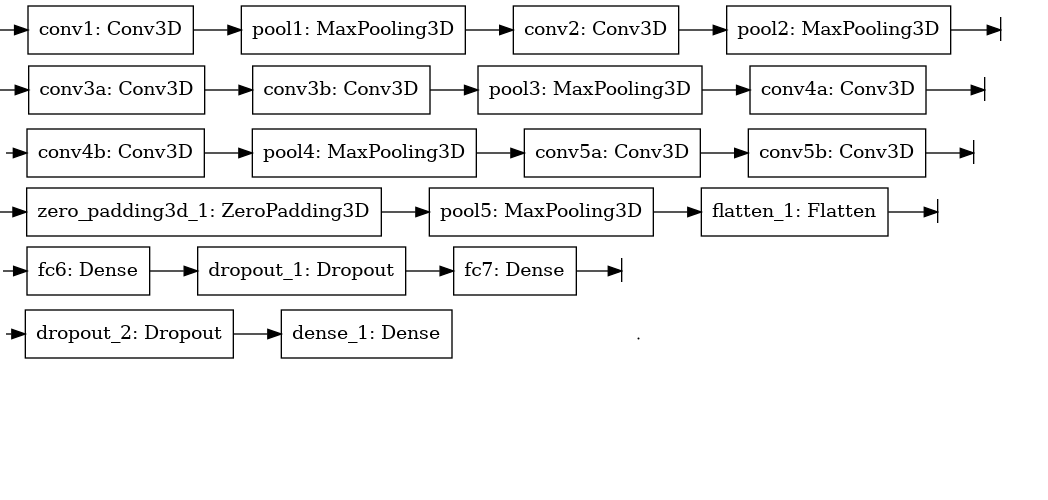 conv1: Conv3D pool1: MaxPooling3D conv2: Conv3D pool2: MaxPooling3D
conv3a: Conv3D conv3b: Conv3D pool3: MaxPooling3D conv4a: Conv3D
conv4b: Conv3D pool4: MaxPooling3D conv5a: Conv3D conv5b: Conv3D
zero_padding3d_1: ZeroPadding3D pool5: MaxPooling3D flatten_1: Flatten
fc6: Dense dropout_1: Dropout fc7: Dense
dropout_2: Dropout dense_1: Dense .